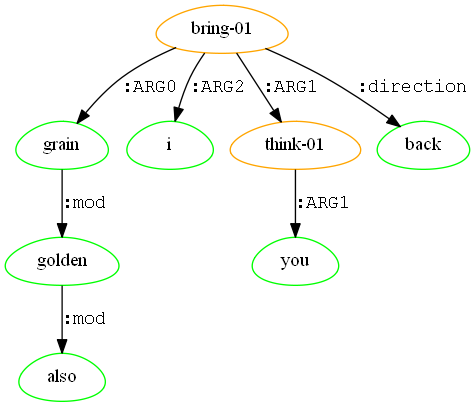 bring-01
:ARG0 :ARG2 :ARG1 :direction
grain i think-01 back
:mod :ARG1
golden you
:mod
also